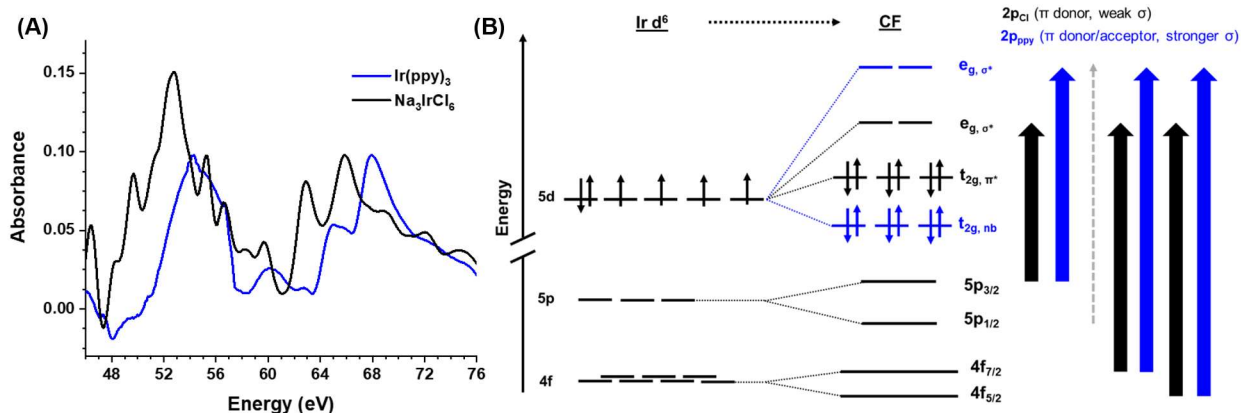 (A)
Ir(ppy)3
Na3IrCl6
0.15
0.10
0.05
0.00
Absorbance
48
52
56
60
64
68
72
76
Energy (eV)
(B)
Ir d⁶
CF
2pCl (π donor, weak σ)
2pppy (π donor/acceptor, stronger σ)
Energy
eg, σ*
eg, σ*
5d
t2g, π*
t2g, nb
5p
5p3/2
5p1/2
4f
4f7/2
4f5/2